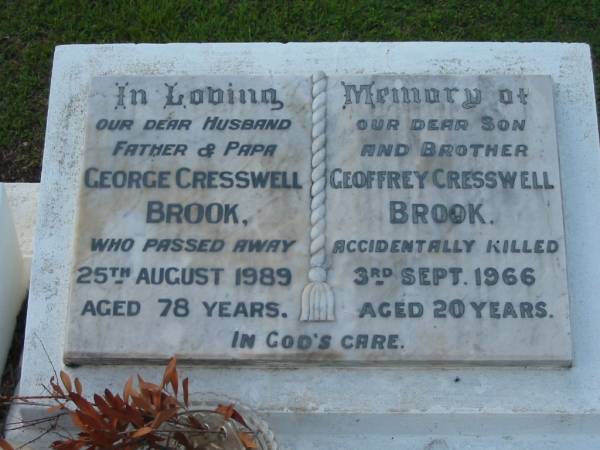 In Loving Memory of
OUR DEAR HUSBAND
FATHER & PAPA
GEORGE CRESSWELL
BROOK,
WHO PASSED AWAY
25TH AUGUST 1989
AGED 78 YEARS.
OUR DEAR SON
AND BROTHER
GEOFFREY CRESSWELL
BROOK.
ACCIDENTALLY KILLED
3RD SEPT. 1966
AGED 20 YEARS.
IN GOD'S CARE.